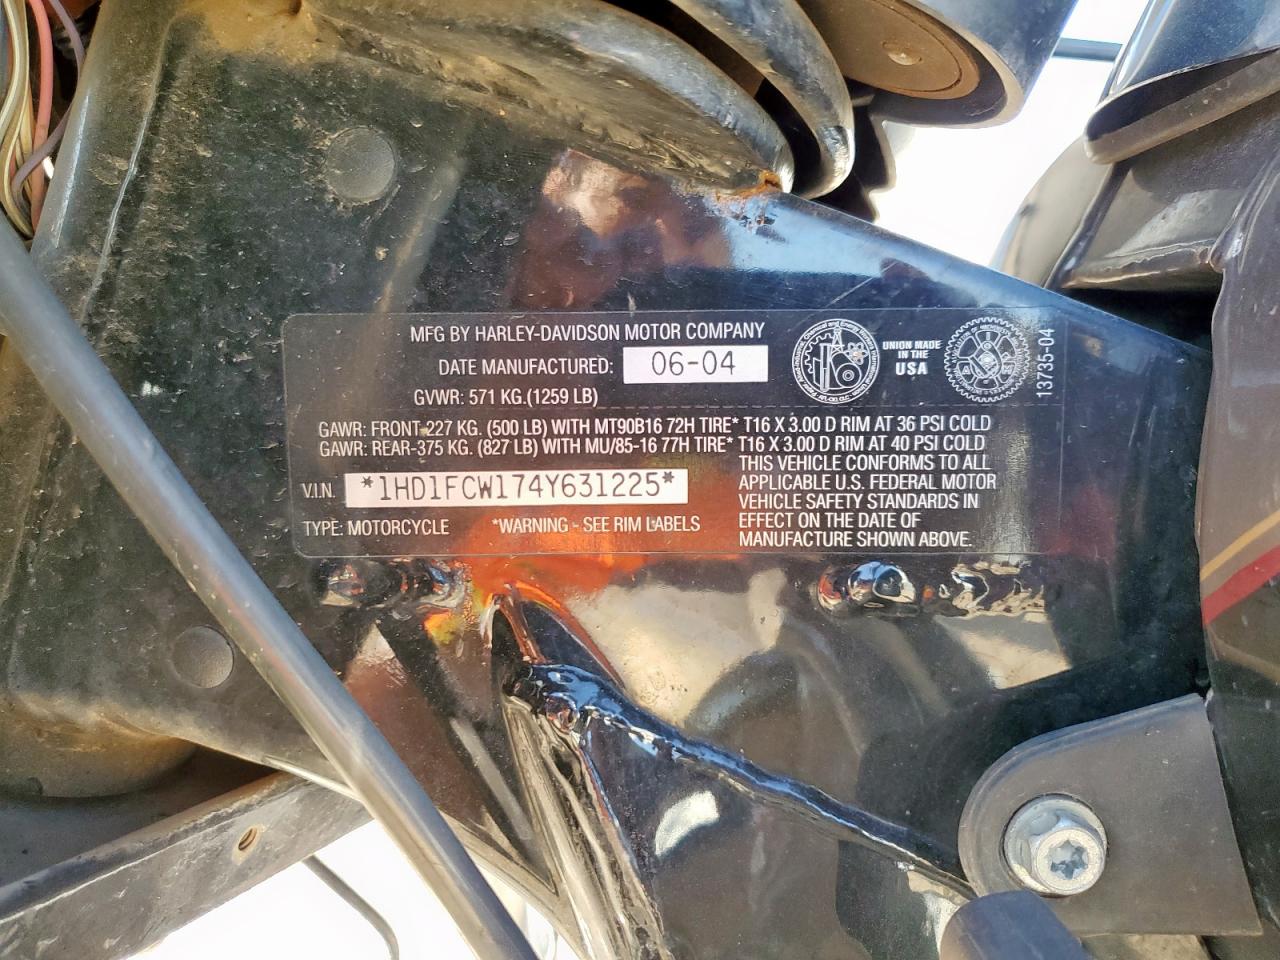 MFG BY HARLEY-DAVIDSON MOTOR COMPANY
DATE MANUFACTURED: 06-04
GVWR: 571 KG.(1259 LB)
UNION MADE
IN THE
USA
13735-04
GAWR: FRONT-227 KG. (500 LB) WITH MT90B16 72H TIRE* T16 X 3.00 D RIM AT 36 PSI COLD
GAWR: REAR-375 KG. (827 LB) WITH MU/85-16 77H TIRE* T16 X 3.00 D RIM AT 40 PSI COLD
V.I.N. *1HD1FCW174Y631225*
TYPE: MOTORCYCLE *WARNING - SEE RIM LABELS
THIS VEHICLE CONFORMS TO ALL
APPLICABLE U.S. FEDERAL MOTOR
VEHICLE SAFETY STANDARDS IN
EFFECT ON THE DATE OF
MANUFACTURE SHOWN ABOVE.